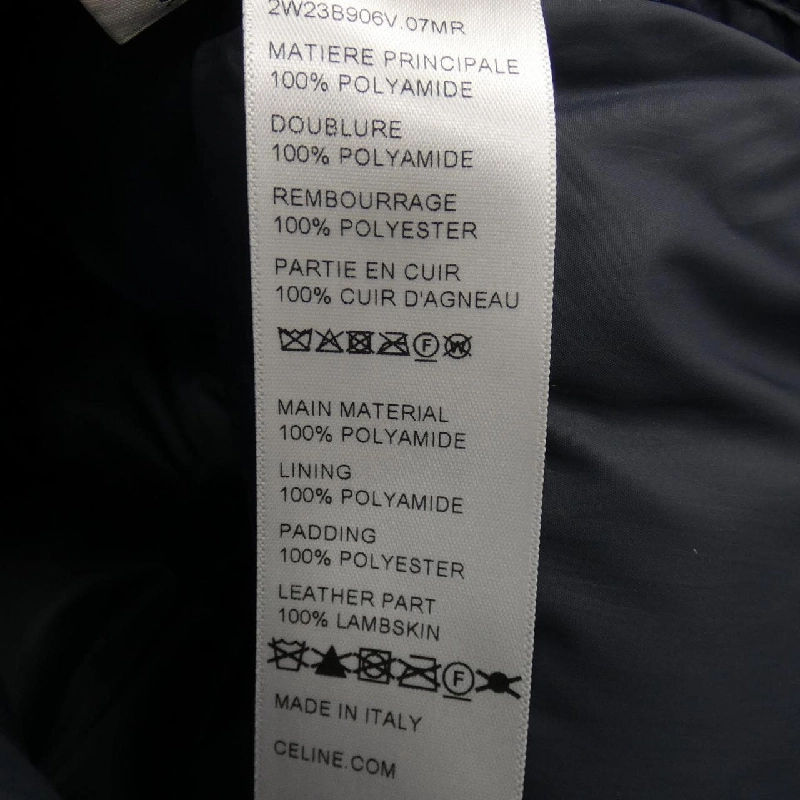 2W23B906V.07MR
MATIERE PRINCIPALE
100% POLYAMIDE
DOUBLURE
100% POLYAMIDE
REMBOURRAGE
100% POLYESTER
PARTIE EN CUIR
100% CUIR D'AGNEAU
F W
MAIN MATERIAL
100% POLYAMIDE
LINING
100% POLYAMIDE
PADDING
100% POLYESTER
LEATHER PART
100% LAMBSKIN
F
MADE IN ITALY
CELINE.COM